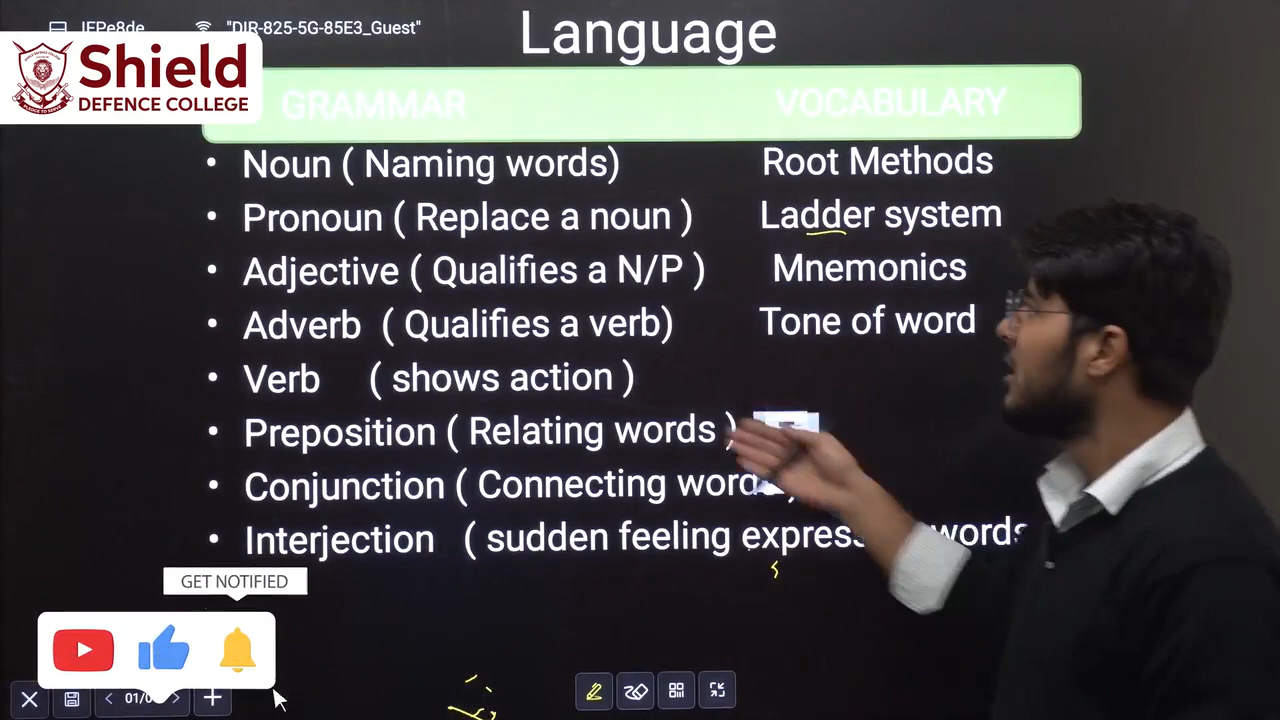 IFPe8de "DIR-825-5G-85E3_Guest"
Language
Shield
DEFENCE COLLEGE
GRAMMAR VOCABULARY
• Noun ( Naming words) Root Methods
• Pronoun ( Replace a noun ) Ladder system
• Adjective ( Qualifies a N/P ) Mnemonics
• Adverb ( Qualifies a verb) Tone of word
• Verb ( shows action )
• Preposition ( Relating words )
• Conjunction ( Connecting words)
• Interjection ( sudden feeling words
GET NOTIFIED